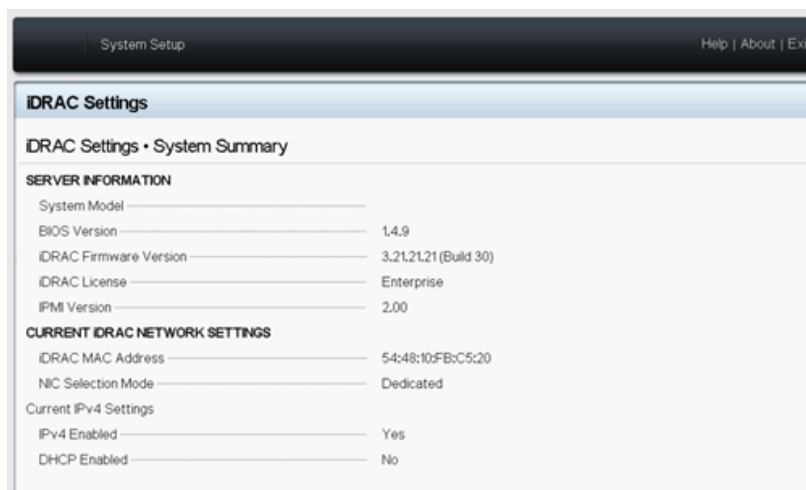 System Setup
Help | About |
iDRAC Settings
iDRAC Settings • System Summary
SERVER INFORMATION
System Model
BIOS Version 1.4.9
iDRAC Firmware Version 3.21.21.21 (Build 30)
iDRAC License Enterprise
IPMI Version 2.00
CURRENT iDRAC NETWORK SETTINGS
iDRAC MAC Address 54:48:10:FB:C5:20
NIC Selection Mode Dedicated
Current IPv4 Settings
IPv4 Enabled Yes
DHCP Enabled No